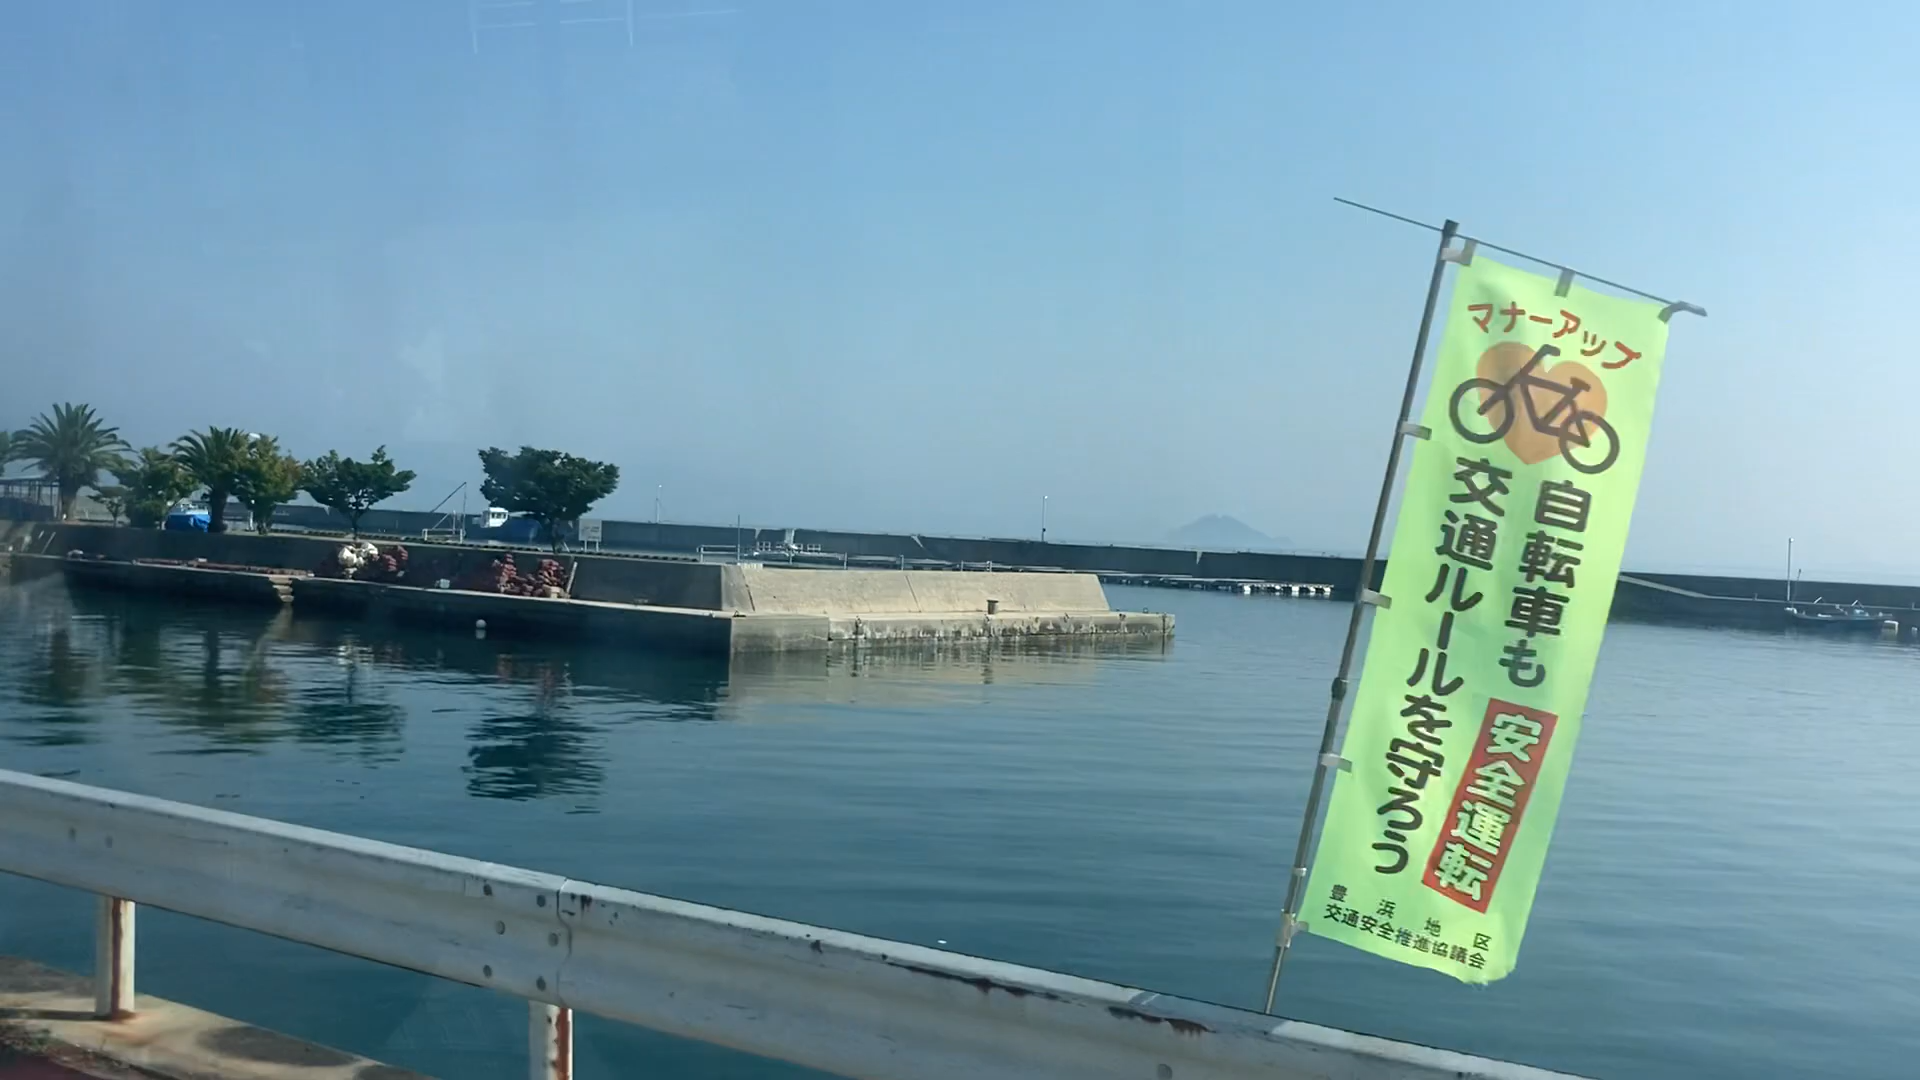 マナーアップ
自転車も
安全運転
交通ルールを守ろう
豊浜地区
交通安全推進協議会